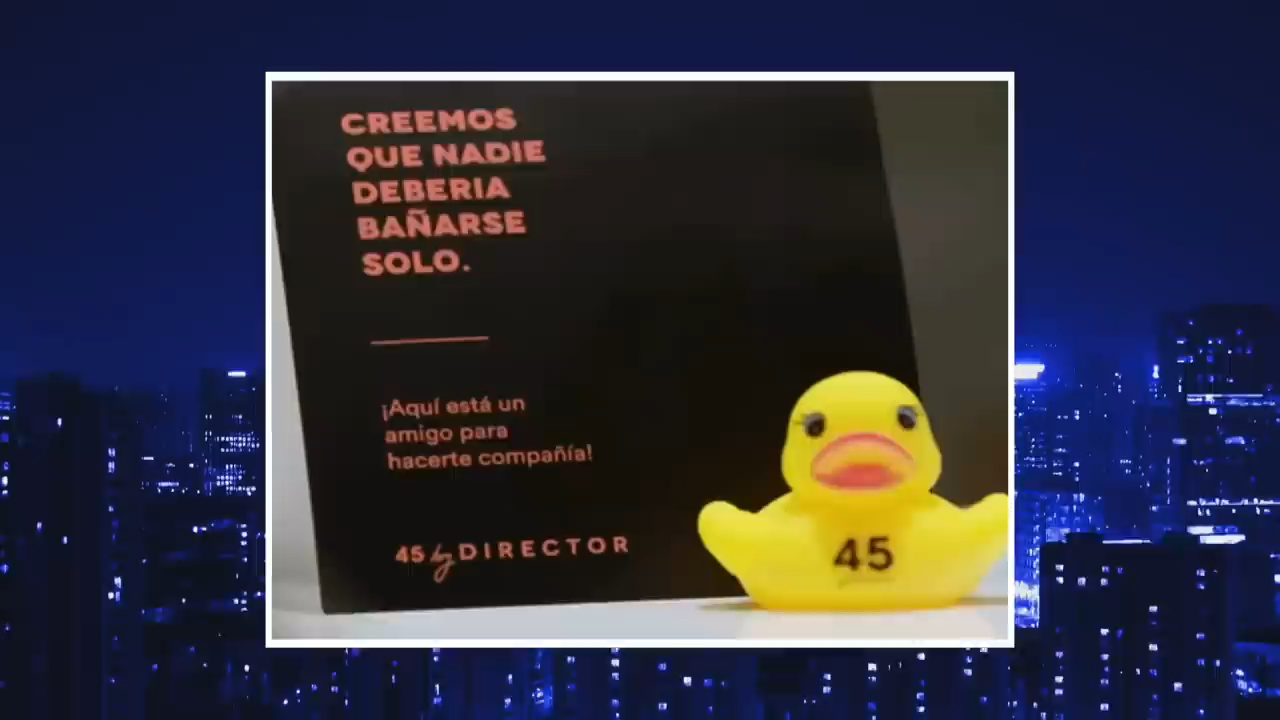 CREEMOS
QUE NADIE
DEBERIA
BAÑARSE
SOLO.
¡Aquí está un
amigo para
hacerte compañía!
45 by DIRECTOR
45